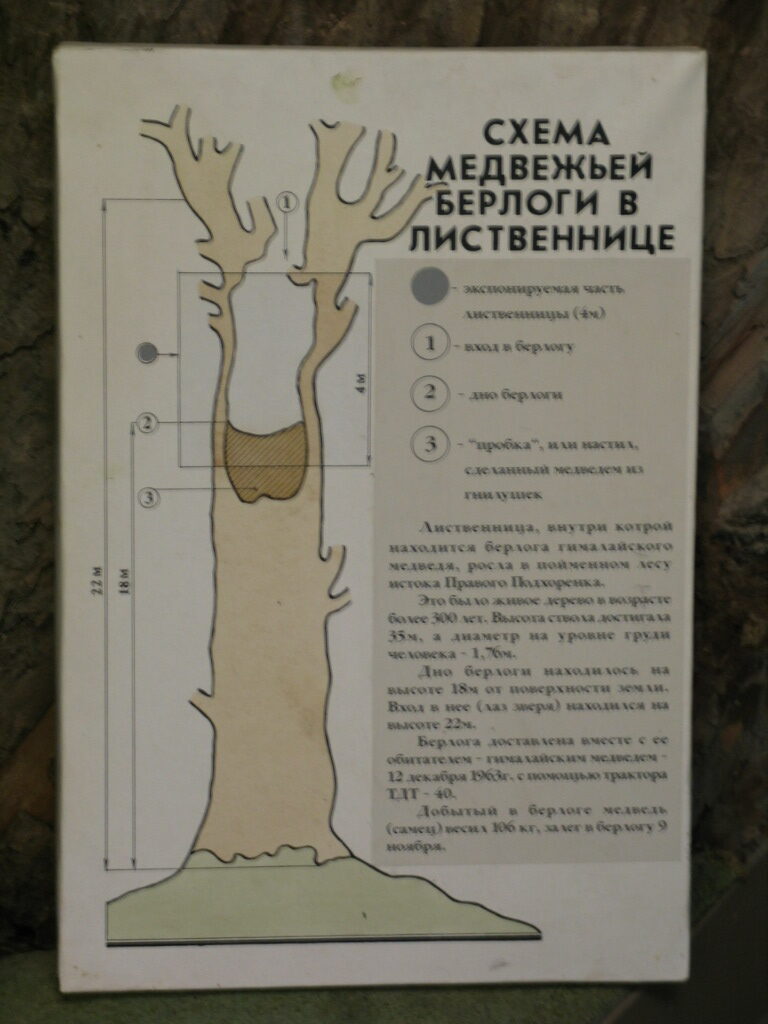 СХЕМА
МЕДВЕЖЬЕЙ
БЕРЛОГИ В
ЛИСТВЕННИЦЕ
- экспонируемая часть
лиственницы (4м)
1 - вход в берлогу
2 - дно берлоги
3 - "пробка", или настил,
сделанный медведем из
гнилушек
Лиственница, внутри котрой
находится берлога гималайского
медведя, росла в пойменном лесу
истока Правого Подхоренка.
Это было живое дерево в возрасте
более 300 лет. Высота ствола достигала
35м, а диаметр на уровне груди
человека - 1,76м.
Дно берлоги находилось на
высоте 18м от поверхности земли.
Вход в нее (лаз зверя) находился на
высоте 22м.
Берлога доставлена вместе с ее
обитателем - гималайским медведем -
12 декабря 1963г. с помощью трактора
ТДТ - 40.
Добытый в берлоге медведь
(самец) весил 106 кг, залег в берлогу 9
ноября.
1
4 м
2
3
22 м
18 м